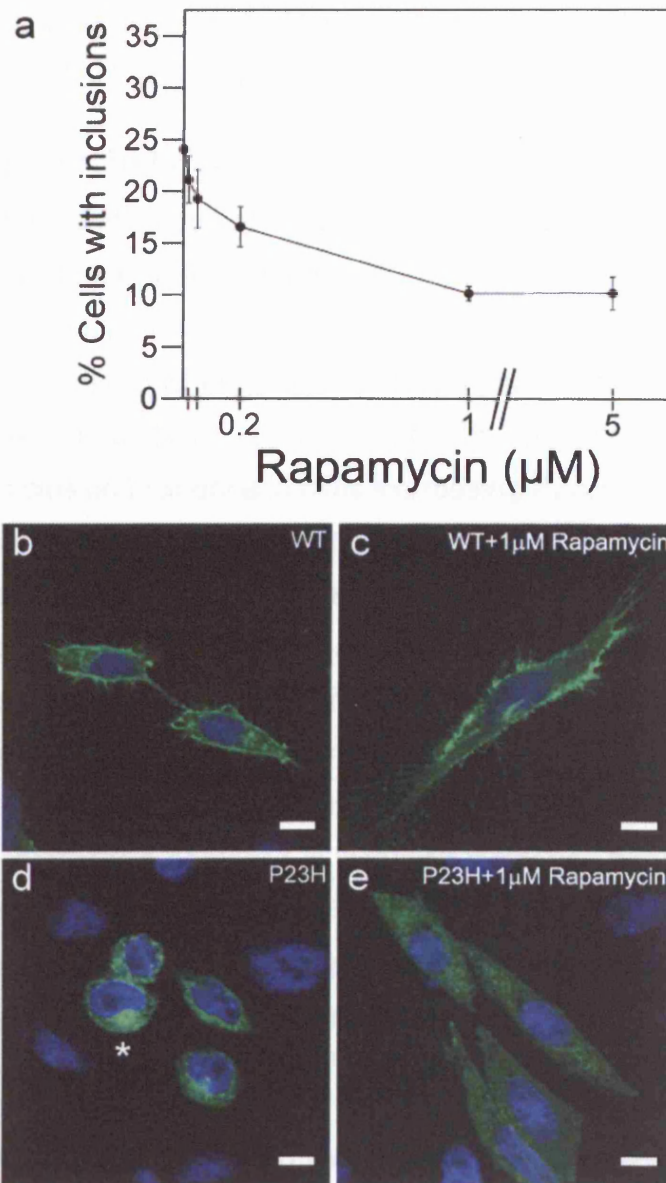 a
% Cells with inclusions
35
30
25
20
15
10
5
0
0.2
1
5
Rapamycin (µM)
b
WT
c
WT+1µM Rapamycin
d
P23H
*
e
P23H+1µM Rapamycin